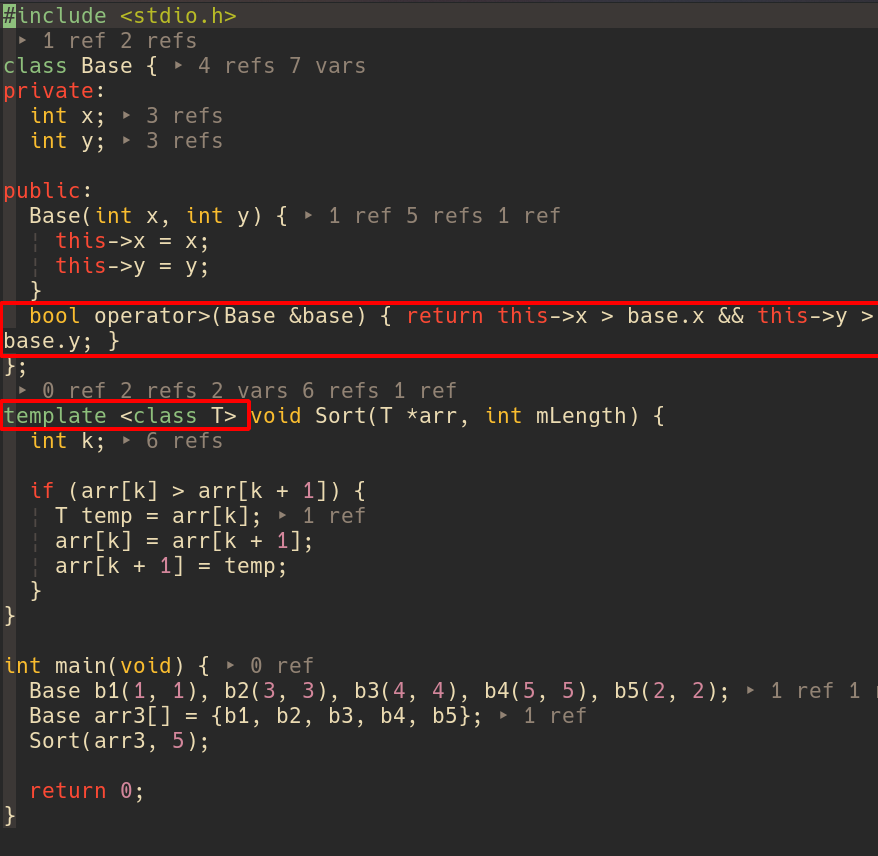 #include <stdio.h>
‣ 1 ref 2 refs
class Base { ‣ 4 refs 7 vars
private:
  int x; ‣ 3 refs
  int y; ‣ 3 refs

public:
  Base(int x, int y) { ‣ 1 ref 5 refs 1 ref
    this->x = x;
    this->y = y;
  }
  bool operator>(Base &base) { return this->x > base.x && this->y >
base.y; }
};
‣ 0 ref 2 refs 2 vars 6 refs 1 ref
template <class T> void Sort(T *arr, int mLength) {
  int k; ‣ 6 refs

  if (arr[k] > arr[k + 1]) {
    T temp = arr[k]; ‣ 1 ref
    arr[k] = arr[k + 1];
    arr[k + 1] = temp;
  }
}

int main(void) { ‣ 0 ref
  Base b1(1, 1), b2(3, 3), b3(4, 4), b4(5, 5), b5(2, 2); ‣ 1 ref 1
  Base arr3[] = {b1, b2, b3, b4, b5}; ‣ 1 ref
  Sort(arr3, 5);

  return 0;
}